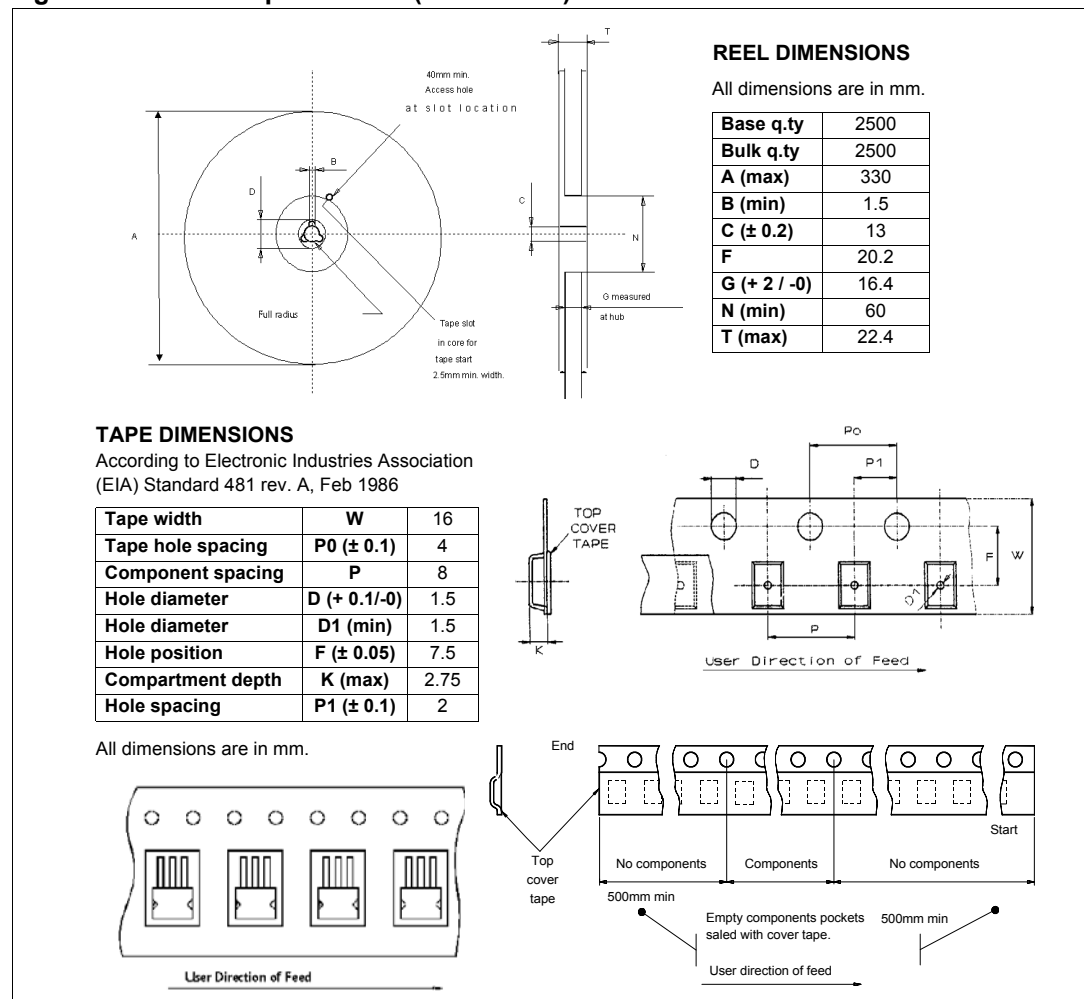 40mm min.
Access hole
at slot location
T
B
D
A
C
N
Full radius
Tape slot
in core for
tape start
2.5mm min. width.
G measured
at hub
REEL DIMENSIONS
All dimensions are in mm.
Base q.ty 2500
Bulk q.ty 2500
A (max) 330
B (min) 1.5
C (± 0.2) 13
F 20.2
G (+ 2 / -0) 16.4
N (min) 60
T (max) 22.4
TAPE DIMENSIONS
According to Electronic Industries Association
(EIA) Standard 481 rev. A, Feb 1986
Tape width W 16
Tape hole spacing P0 (± 0.1) 4
Component spacing P 8
Hole diameter D (+ 0.1/-0) 1.5
Hole diameter D1 (min) 1.5
Hole position F (± 0.05) 7.5
Compartment depth K (max) 2.75
Hole spacing P1 (± 0.1) 2
All dimensions are in mm.
TOP
COVER
TAPE
K
Po
D
P1
F
W
D1
P
User Direction of Feed
User Direction of Feed
End
Start
Top
cover
tape
No components
Components
No components
500mm min
Empty components pockets
saled with cover tape.
500mm min
User direction of feed